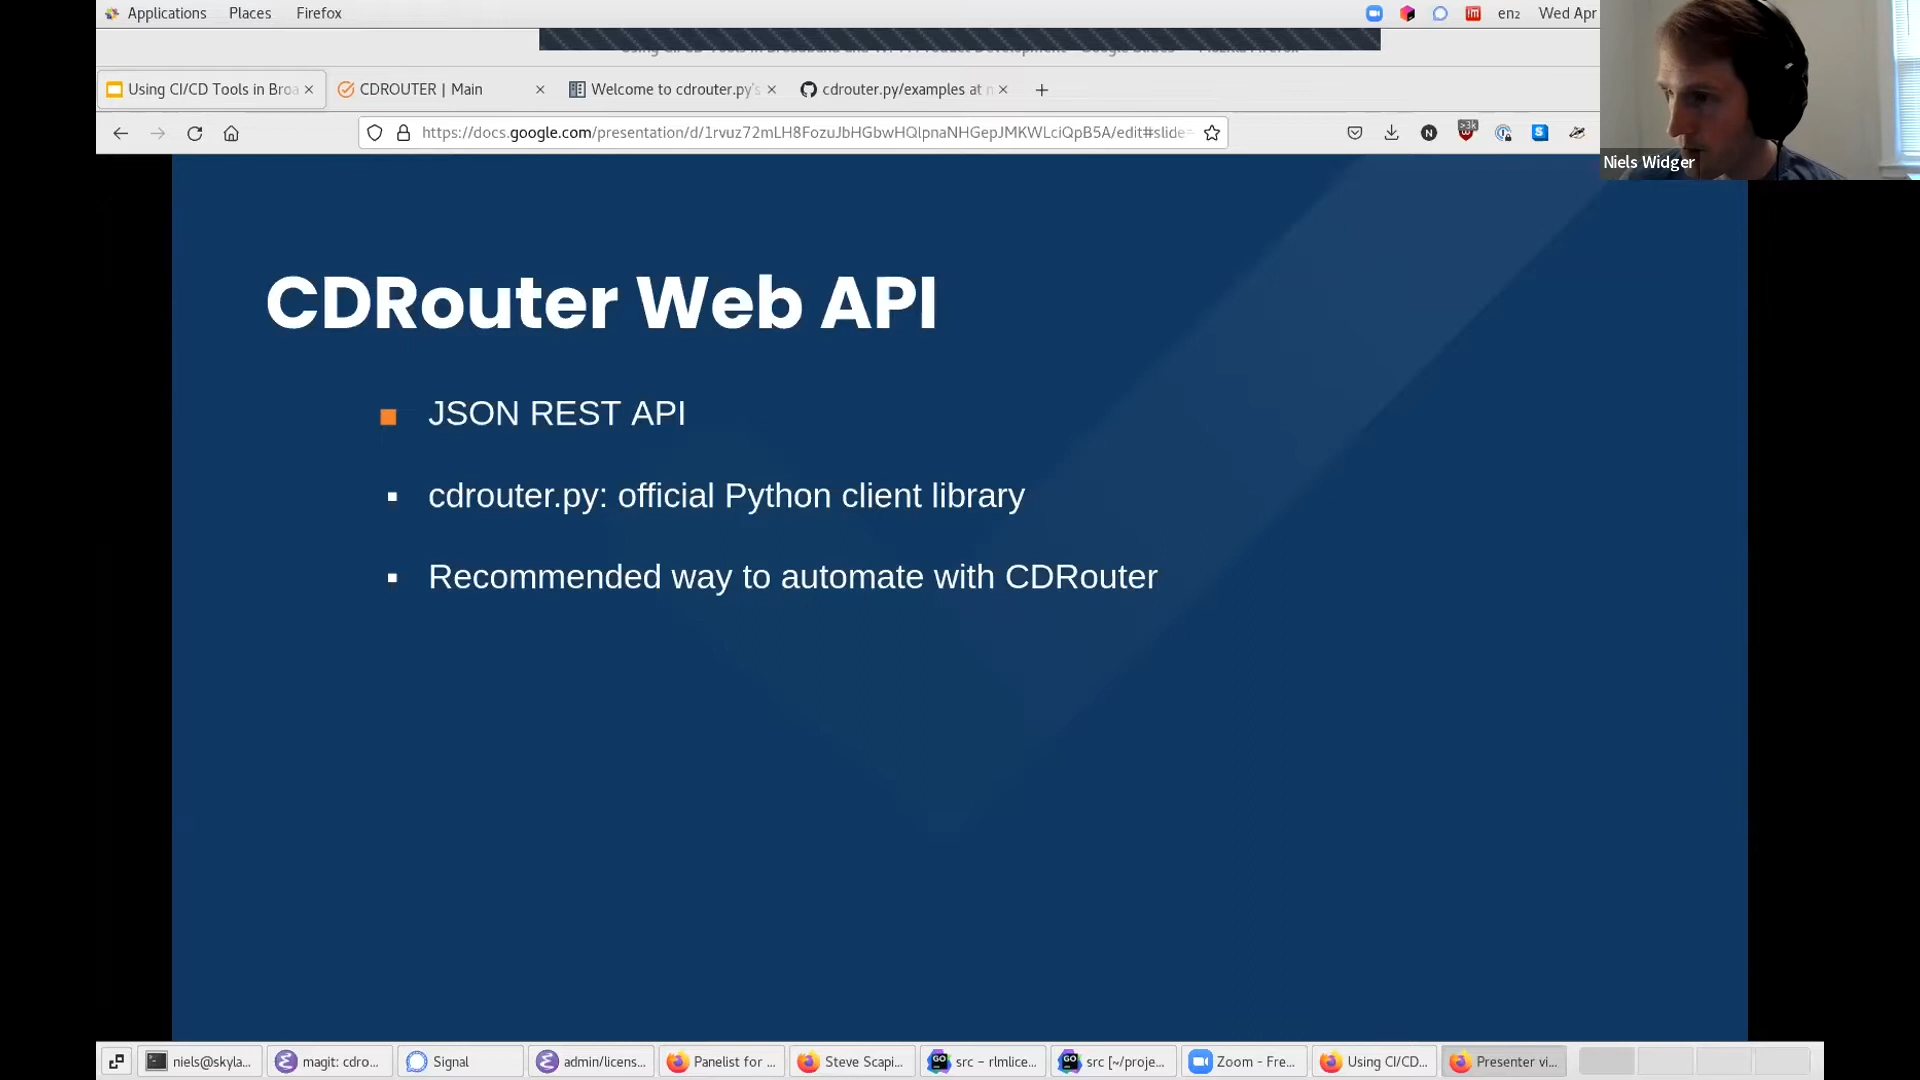 Applications Places Firefox en2 Wed Apr
Using CI/CD Tools in Broa
CDROUTER | Main
Welcome to cdrouter.py's
cdrouter.py/examples at
https://docs.google.com/presentation/d/1rvuz72mLH8FozuJbHGbwHQlpnaNHGepJMKWLciQpB5A/edit#slide=
>3k
Niels Widger
CDRouter Web API
JSON REST API
cdrouter.py: official Python client library
Recommended way to automate with CDRouter
niels@skyla...
magit: cdro...
Signal
admin/licens...
Panelist for ...
Steve Scapi...
src – rlmlice...
src [~/proje...
Zoom - Fre...
Using CI/CD...
Presenter vi...